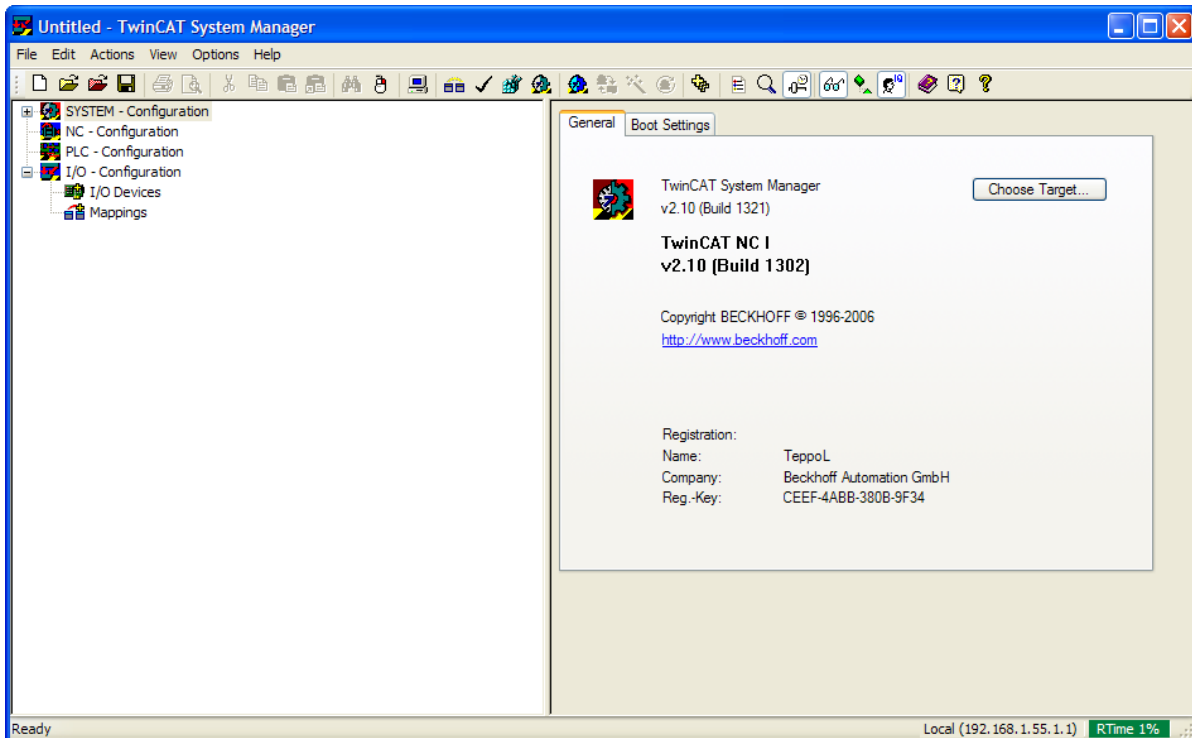 Untitled - TwinCAT System Manager
File Edit Actions View Options Help
SYSTEM - Configuration
NC - Configuration
PLC - Configuration
I/O - Configuration
I/O Devices
Mappings
General Boot Settings
TwinCAT System Manager
v2.10 (Build 1321)
Choose Target...
TwinCAT NC I
v2.10 (Build 1302)
Copyright BECKHOFF © 1996-2006
http://www.beckhoff.com
Registration:
Name: TeppoL
Company: Beckhoff Automation GmbH
Reg.-Key: CEEF-4ABB-380B-9F34
Ready Local (192.168.1.55.1.1) RTime 1%